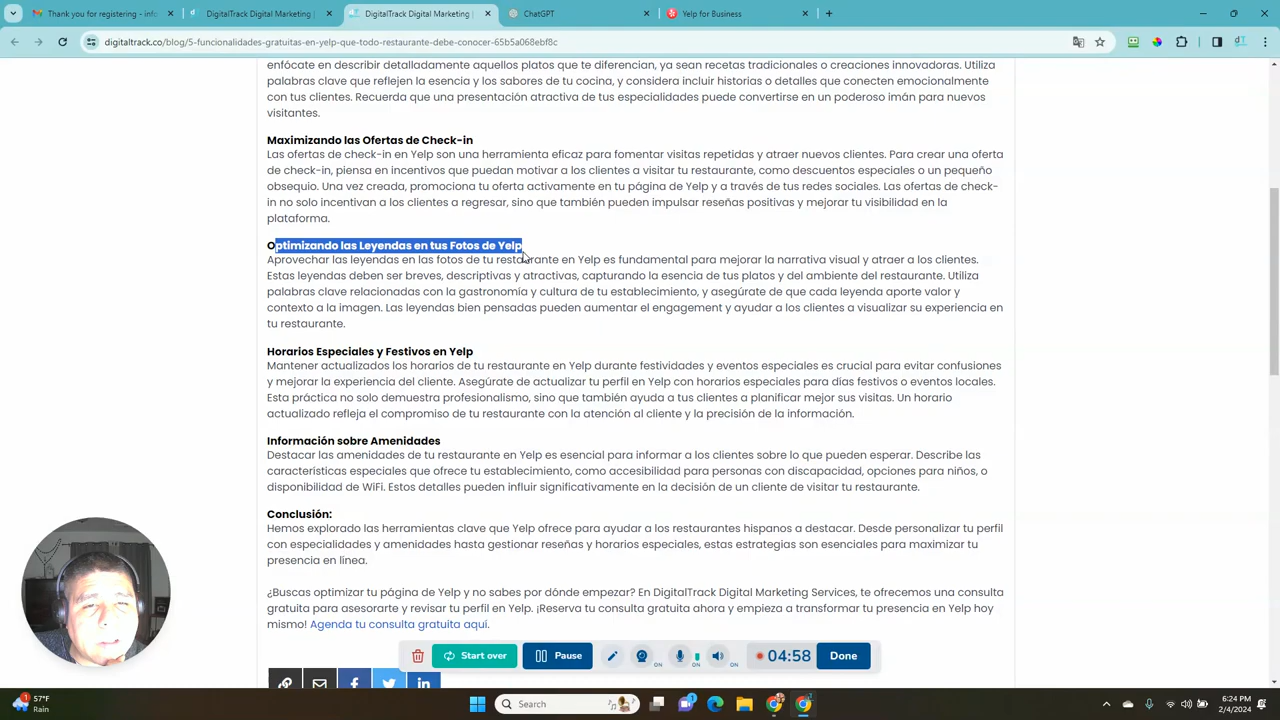 Thank you for registering - info
DigitalTrack Digital Marketing |
DigitalTrack Digital Marketing |
ChatGPT
Yelp for Business
digitaltrack.co/blog/5-funcionalidades-gratuitas-en-yelp-que-todo-restaurante-debe-conocer-65b5a068ebf8c
enfócate en describir detalladamente aquellos platos que te diferencian, ya sean recetas tradicionales o creaciones innovadoras. Utiliza
palabras clave que reflejen la esencia y los sabores de tu cocina, y considera incluir historias o detalles que conecten emocionalmente
con tus clientes. Recuerda que una presentación atractiva de tus especialidades puede convertirse en un poderoso imán para nuevos
visitantes.
Maximizando las Ofertas de Check-in
Las ofertas de check-in en Yelp son una herramienta eficaz para fomentar visitas repetidas y atraer nuevos clientes. Para crear una oferta
de check-in, piensa en incentivos que puedan motivar a los clientes a visitar tu restaurante, como descuentos especiales o un pequeño
obsequio. Una vez creada, promociona tu oferta activamente en tu página de Yelp y a través de tus redes sociales. Las ofertas de check-
in no solo incentivan a los clientes a regresar, sino que también pueden impulsar reseñas positivas y mejorar tu visibilidad en la
plataforma.
Optimizando las Leyendas en tus Fotos de Yelp
Aprovechar las leyendas en las fotos de tu restaurante en Yelp es fundamental para mejorar la narrativa visual y atraer a los clientes.
Estas leyendas deben ser breves, descriptivas y atractivas, capturando la esencia de tus platos y del ambiente del restaurante. Utiliza
palabras clave relacionadas con la gastronomía y cultura de tu establecimiento, y asegúrate de que cada leyenda aporte valor y
contexto a la imagen. Las leyendas bien pensadas pueden aumentar el engagement y ayudar a los clientes a visualizar su experiencia en
tu restaurante.
Horarios Especiales y Festivos en Yelp
Mantener actualizados los horarios de tu restaurante en Yelp durante festividades y eventos especiales es crucial para evitar confusiones
y mejorar la experiencia del cliente. Asegúrate de actualizar tu perfil en Yelp con horarios especiales para días festivos o eventos locales.
Esta práctica no solo demuestra profesionalismo, sino que también ayuda a tus clientes a planificar mejor sus visitas. Un horario
actualizado refleja el compromiso de tu restaurante con la atención al cliente y la precisión de la información.
Información sobre Amenidades
Destacar las amenidades de tu restaurante en Yelp es esencial para informar a los clientes sobre lo que pueden esperar. Describe las
características especiales que ofrece tu establecimiento, como accesibilidad para personas con discapacidad, opciones para niños, o
disponibilidad de WiFi. Estos detalles pueden influir significativamente en la decisión de un cliente de visitar tu restaurante.
Conclusión:
Hemos explorado las herramientas clave que Yelp ofrece para ayudar a los restaurantes hispanos a destacar. Desde personalizar tu perfil
con especialidades y amenidades hasta gestionar reseñas y horarios especiales, estas estrategias son esenciales para maximizar tu
presencia en línea.
¿Buscas optimizar tu página de Yelp y no sabes por dónde empezar? En DigitalTrack Digital Marketing Services, te ofrecemos una consulta
gratuita para asesorarte y revisar tu perfil en Yelp. ¡Reserva tu consulta gratuita ahora y empieza a transformar tu presencia en Yelp hoy
mismo! Agenda tu consulta gratuita aquí.
Start over
Pause
ON
ON
ON
04:58
Done
57°F
Rain
Search
6:24 PM
2/4/2024